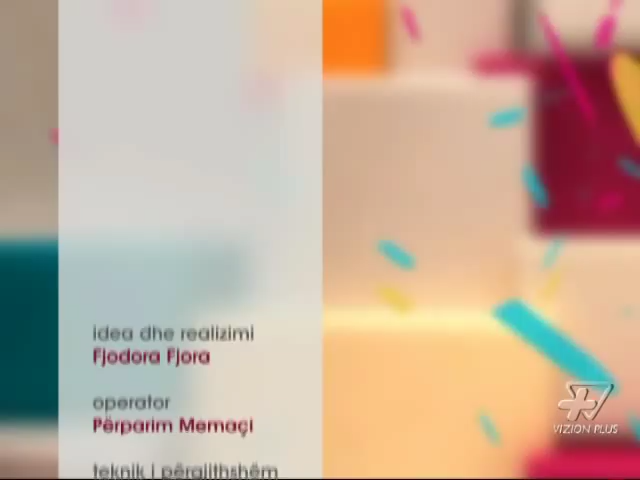 idea dhe realizimi
Fjodora Fjora
operator
Përparim Memaçi
teknik i përgjithshëm
VIZION PLUS